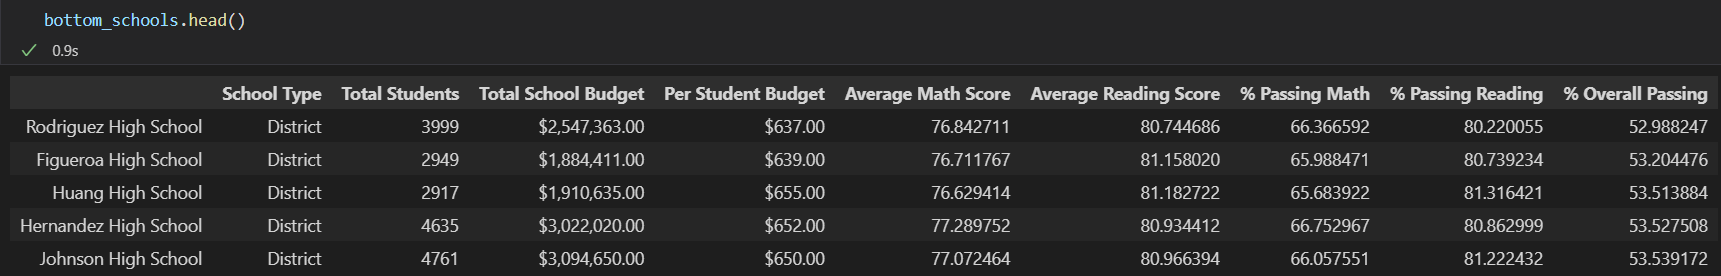 bottom_schools.head()
0.9s
School Type Total Students Total School Budget Per Student Budget Average Math Score Average Reading Score % Passing Math % Passing Reading % Overall Passing
Rodriguez High School District 3999 $2,547,363.00 $637.00 76.842711 80.744686 66.366592 80.220055 52.988247
Figueroa High School District 2949 $1,884,411.00 $639.00 76.711767 81.158020 65.988471 80.739234 53.204476
Huang High School District 2917 $1,910,635.00 $655.00 76.629414 81.182722 65.683922 81.316421 53.513884
Hernandez High School District 4635 $3,022,020.00 $652.00 77.289752 80.934412 66.752967 80.862999 53.527508
Johnson High School District 4761 $3,094,650.00 $650.00 77.072464 80.966394 66.057551 81.222432 53.539172